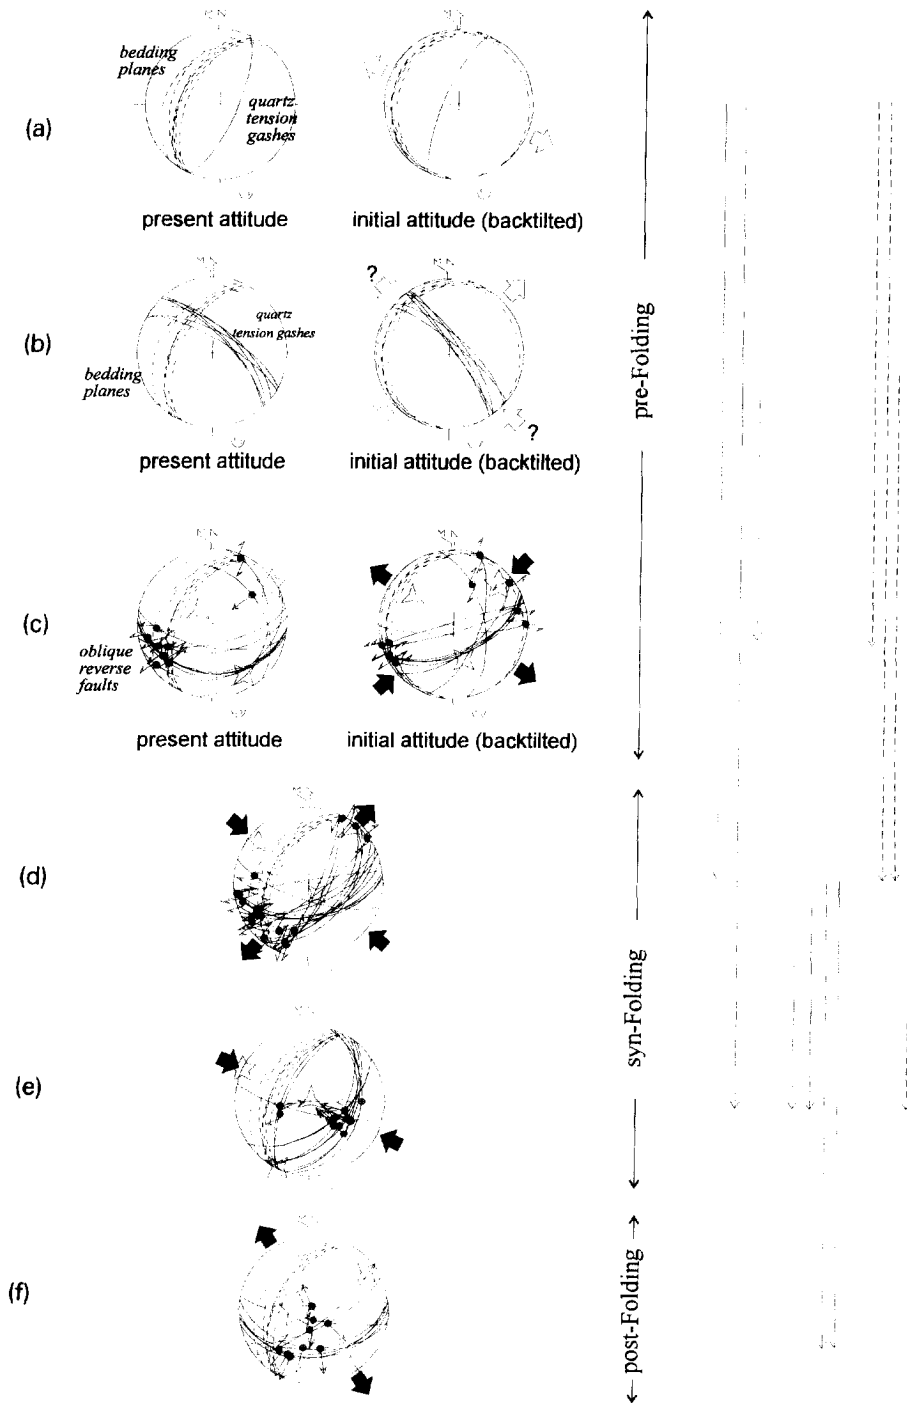 (a)
bedding
planes
quartz
tension
gashes
present attitude
initial attitude (backtilted)
(b)
?
quartz
tension gashes
bedding
planes
?
present attitude
initial attitude (backtilted)
pre-Folding
(c)
oblique
reverse
faults
present attitude
initial attitude (backtilted)
(d)
(e)
syn-Folding
(f)
post-Folding